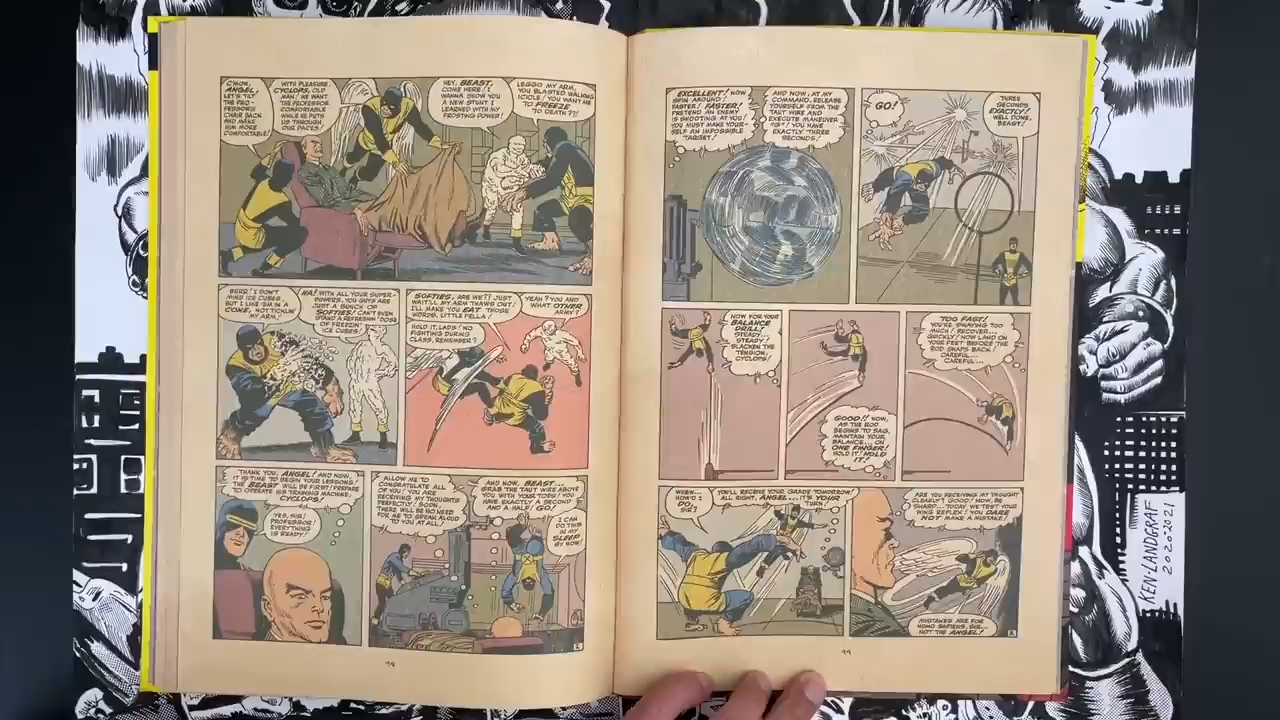 C'MON,
ANGEL,
LET'S TILT
THE PRO-
FESSOR'S
CHAIR BACK
AND MAKE
HIM MORE
COMFORTABLE!
WITH PLEASURE
CYCLOPS, OLD
MAN! WE WANT
THE PROFESSOR
COMFORTABLE
WHILE HE PUTS
US THROUGH
OUR PACES!
HEY, BEAST,
COME HERE! I
WANNA SHOW YOU
A NEW STUNT I
LEARNED WITH MY
FROSTING POWER!
LEGGO MY ARM,
YOU BLASTED WALKING
ICICLE! YOU WANT ME
TO FREEZE
TO DEATH??!
BRRR! I DON'T
MIND ICE CUBES
BUT I LIKE 'EM IN A
COKE, NOT TICKLIN'
MY ARM!
HA! WITH ALL YOUR SUPER-
POWERS, YOU GUYS ARE
JUST A BUNCH OF
SOFTIES! CAN'T EVEN
STAND A REFRESHIN' DOSE
OF FREEZIN'
ICE CUBES!
SOFTIES, ARE WE?? JUST
WAIT'LL MY ARM THAWS OUT!
I'LL MAKE YOU EAT THOSE
WORDS, LITTLE FELLA!
YEAH? YOU AND
WHAT OTHER
ARMY?
HOLD IT, LADS! NO
FIGHTING DURING
CLASS, REMEMBER?
THANK YOU, ANGEL! AND NOW,
IT IS TIME TO BEGIN YOUR LESSONS!
THE BEAST WILL BE FIRST! PREPARE
TO OPERATE HIS TRAINING MACHINE,
CYCLOPS!
YES, SIR!
PROFESSOR!
EVERYTHING
IS READY!
ALLOW ME TO
CONGRATULATE ALL
OF YOU! YOU ARE
RECEIVING MY THOUGHTS
PERFECTLY! SOON,
THERE WILL BE NO NEED
FOR ME TO SPEAK ALOUD
TO YOU AT ALL!
AND NOW, BEAST...
GRAB THE TAUT WIRE ABOVE
YOU WITH YOUR TOES! YOU
HAVE EXACTLY A SECOND
AND A HALF! GO!
I CAN
DO THIS
IN MY
SLEEP
BY NOW!
98
EXCELLENT! NOW
SPIN AROUND!
FASTER! FASTER!
PRETEND AN ENEMY
IS SHOOTING AT YOU!
YOU MUST MAKE YOUR-
SELF AN IMPOSSIBLE
TARGET!
AND NOW, AT MY
COMMAND, RELEASE
YOURSELF FROM THE
TAUT WIRE AND
EXECUTE MANEUVER
"G"! YOU HAVE
EXACTLY THREE
SECONDS!
GO!
THREE
SECONDS,
EXACTLY!
WELL DONE,
BEAST!
NOW FOR YOUR
BALANCE
DRILL!
STEADY...
STEADY!
SLACKEN THE
TENSION,
CYCLOPS!
GOOD!! NOW,
AS THE ROD
BEGINS TO SAG,
MAINTAIN YOUR
BALANCE... ON
ONE FINGER!
HOLD IT! HOLD
IT!
TOO FAST!
YOU'RE SWAYING TOO
MUCH! RECOVER...
QUICKLY! NOW LAND ON
YOUR FEET BEFORE THE
ROD SNAPS BACK!
CAREFUL...
CAREFUL...
WHEW...
HOW'D I
DO, SIR?
YOU'LL RECEIVE YOUR GRADE TOMORROW!
ALL RIGHT, ANGEL... IT'S YOUR
TURN!
ARE YOU RECEIVING MY THOUGHT
CLEARLY? GOOD! NOW, BE
SHARP... TODAY WE TEST YOUR
WING REFLEX! YOU DARE
NOT MAKE A MISTAKE!
MISTAKES ARE FOR
HOMO SAPIENS, SIR...
NOT THE ANGEL!
99
KEN LANDGRAF
2020-2021